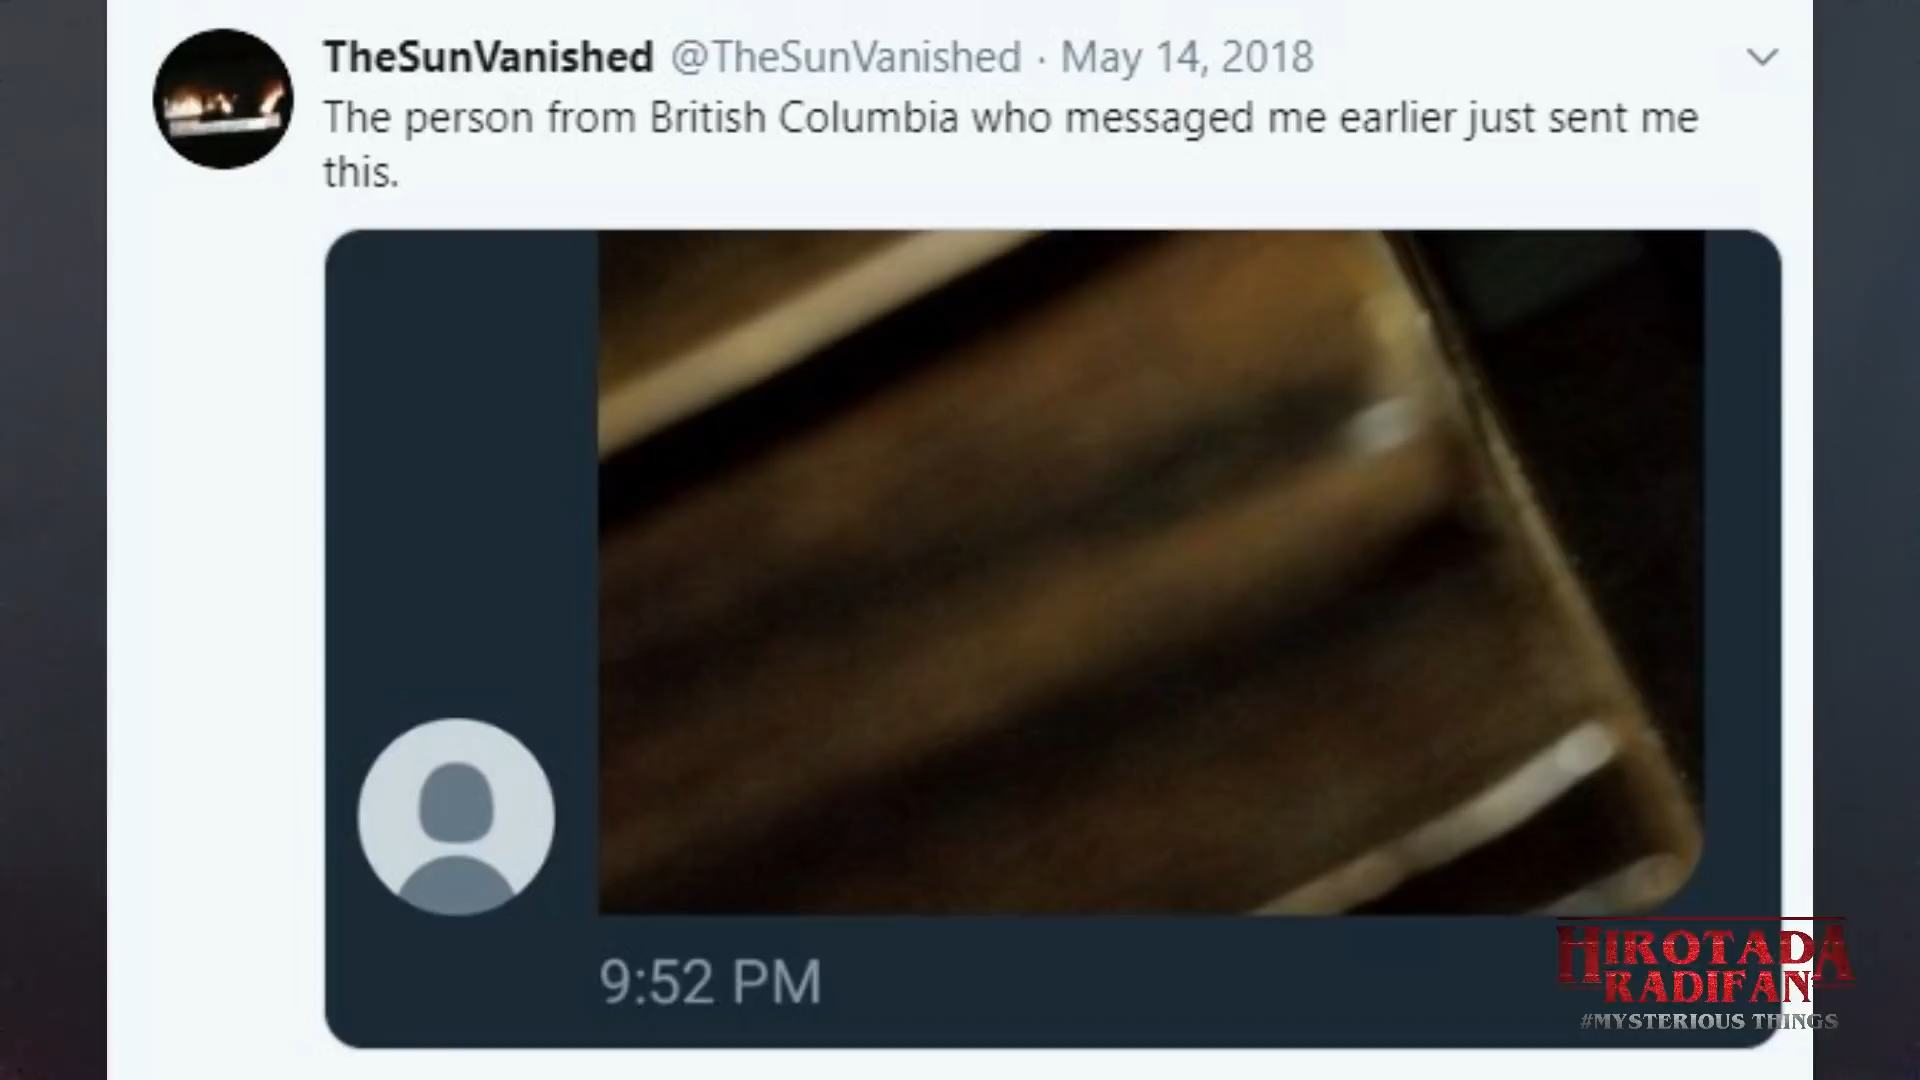 TheSunVanished @TheSunVanished · May 14, 2018
The person from British Columbia who messaged me earlier just sent me
this.
9:52 PM
HIROTADA
RADIFAN
#MYSTERIOUS THINGS